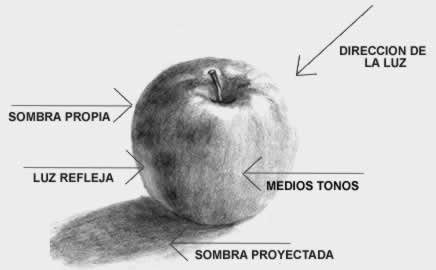 DIRECCION DE
LA LUZ
SOMBRA PROPIA
LUZ REFLEJA
MEDIOS TONOS
SOMBRA PROYECTADA